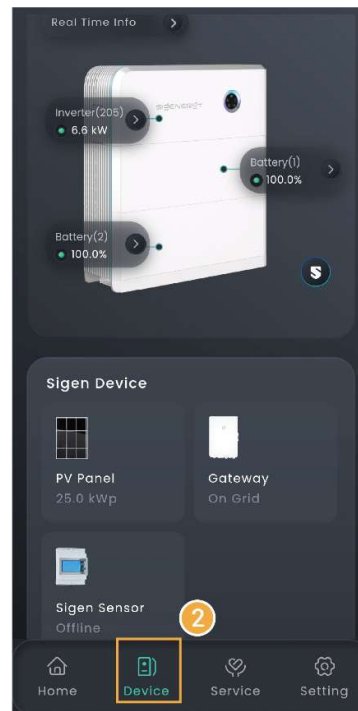 Real Time Info
SIGENERGY
Inverter(205)
6.6 kW
Battery(1)
100.0%
Battery(2)
100.0%
Sigen Device
PV Panel
25.0 kWp
Gateway
On Grid
Sigen Sensor
Offline
2
Home
Device
Service
Setting